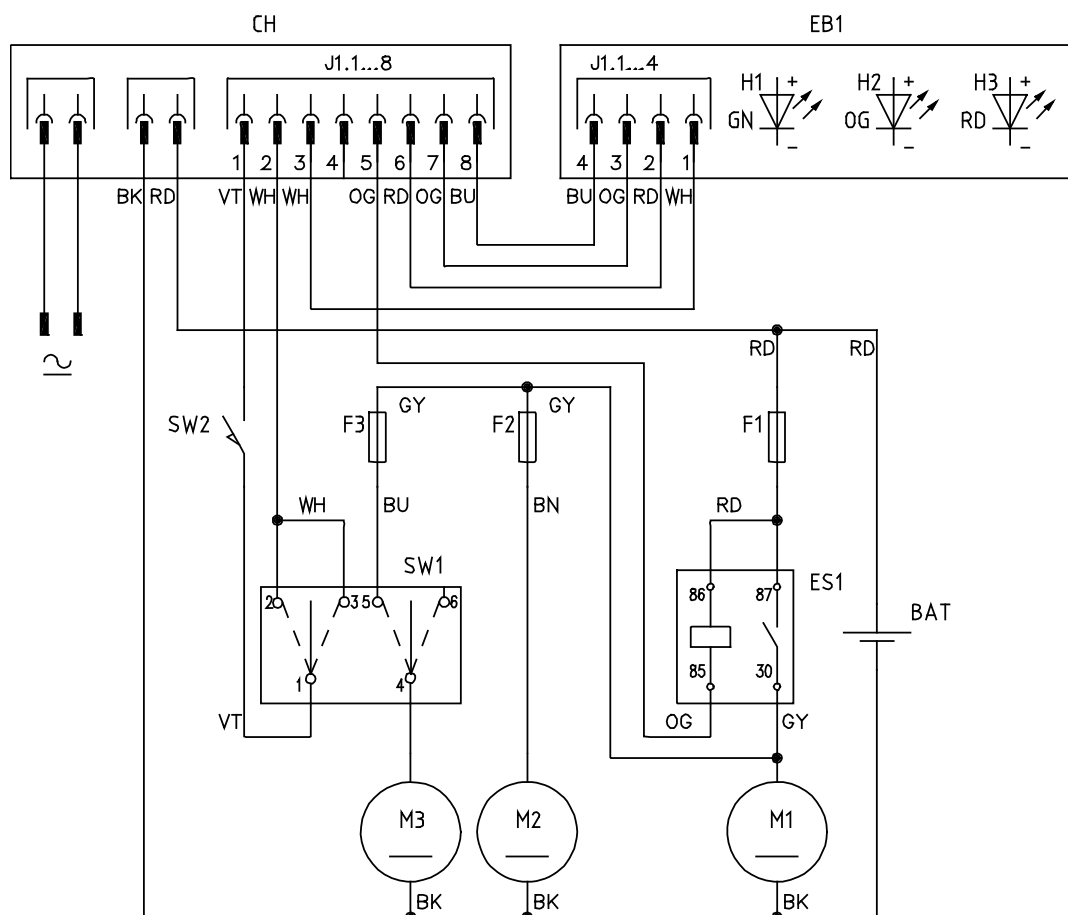 CH EB1
J1.1...8 J1.1...4
H1 + H2 + H3 +
GN OG RD
- - -
1 2 3 4 5 6 7 8 4 3 2 1
BK RD VT WH WH OG RD OG BU BU OG RD WH
RD RD
GY GY
SW2 F3 F2 F1
WH BU BN RD
SW1 ES1
2 3 5 6 86 87 BAT
1 4 85 30
VT OG GY
M3 M2 M1
BK BK BK